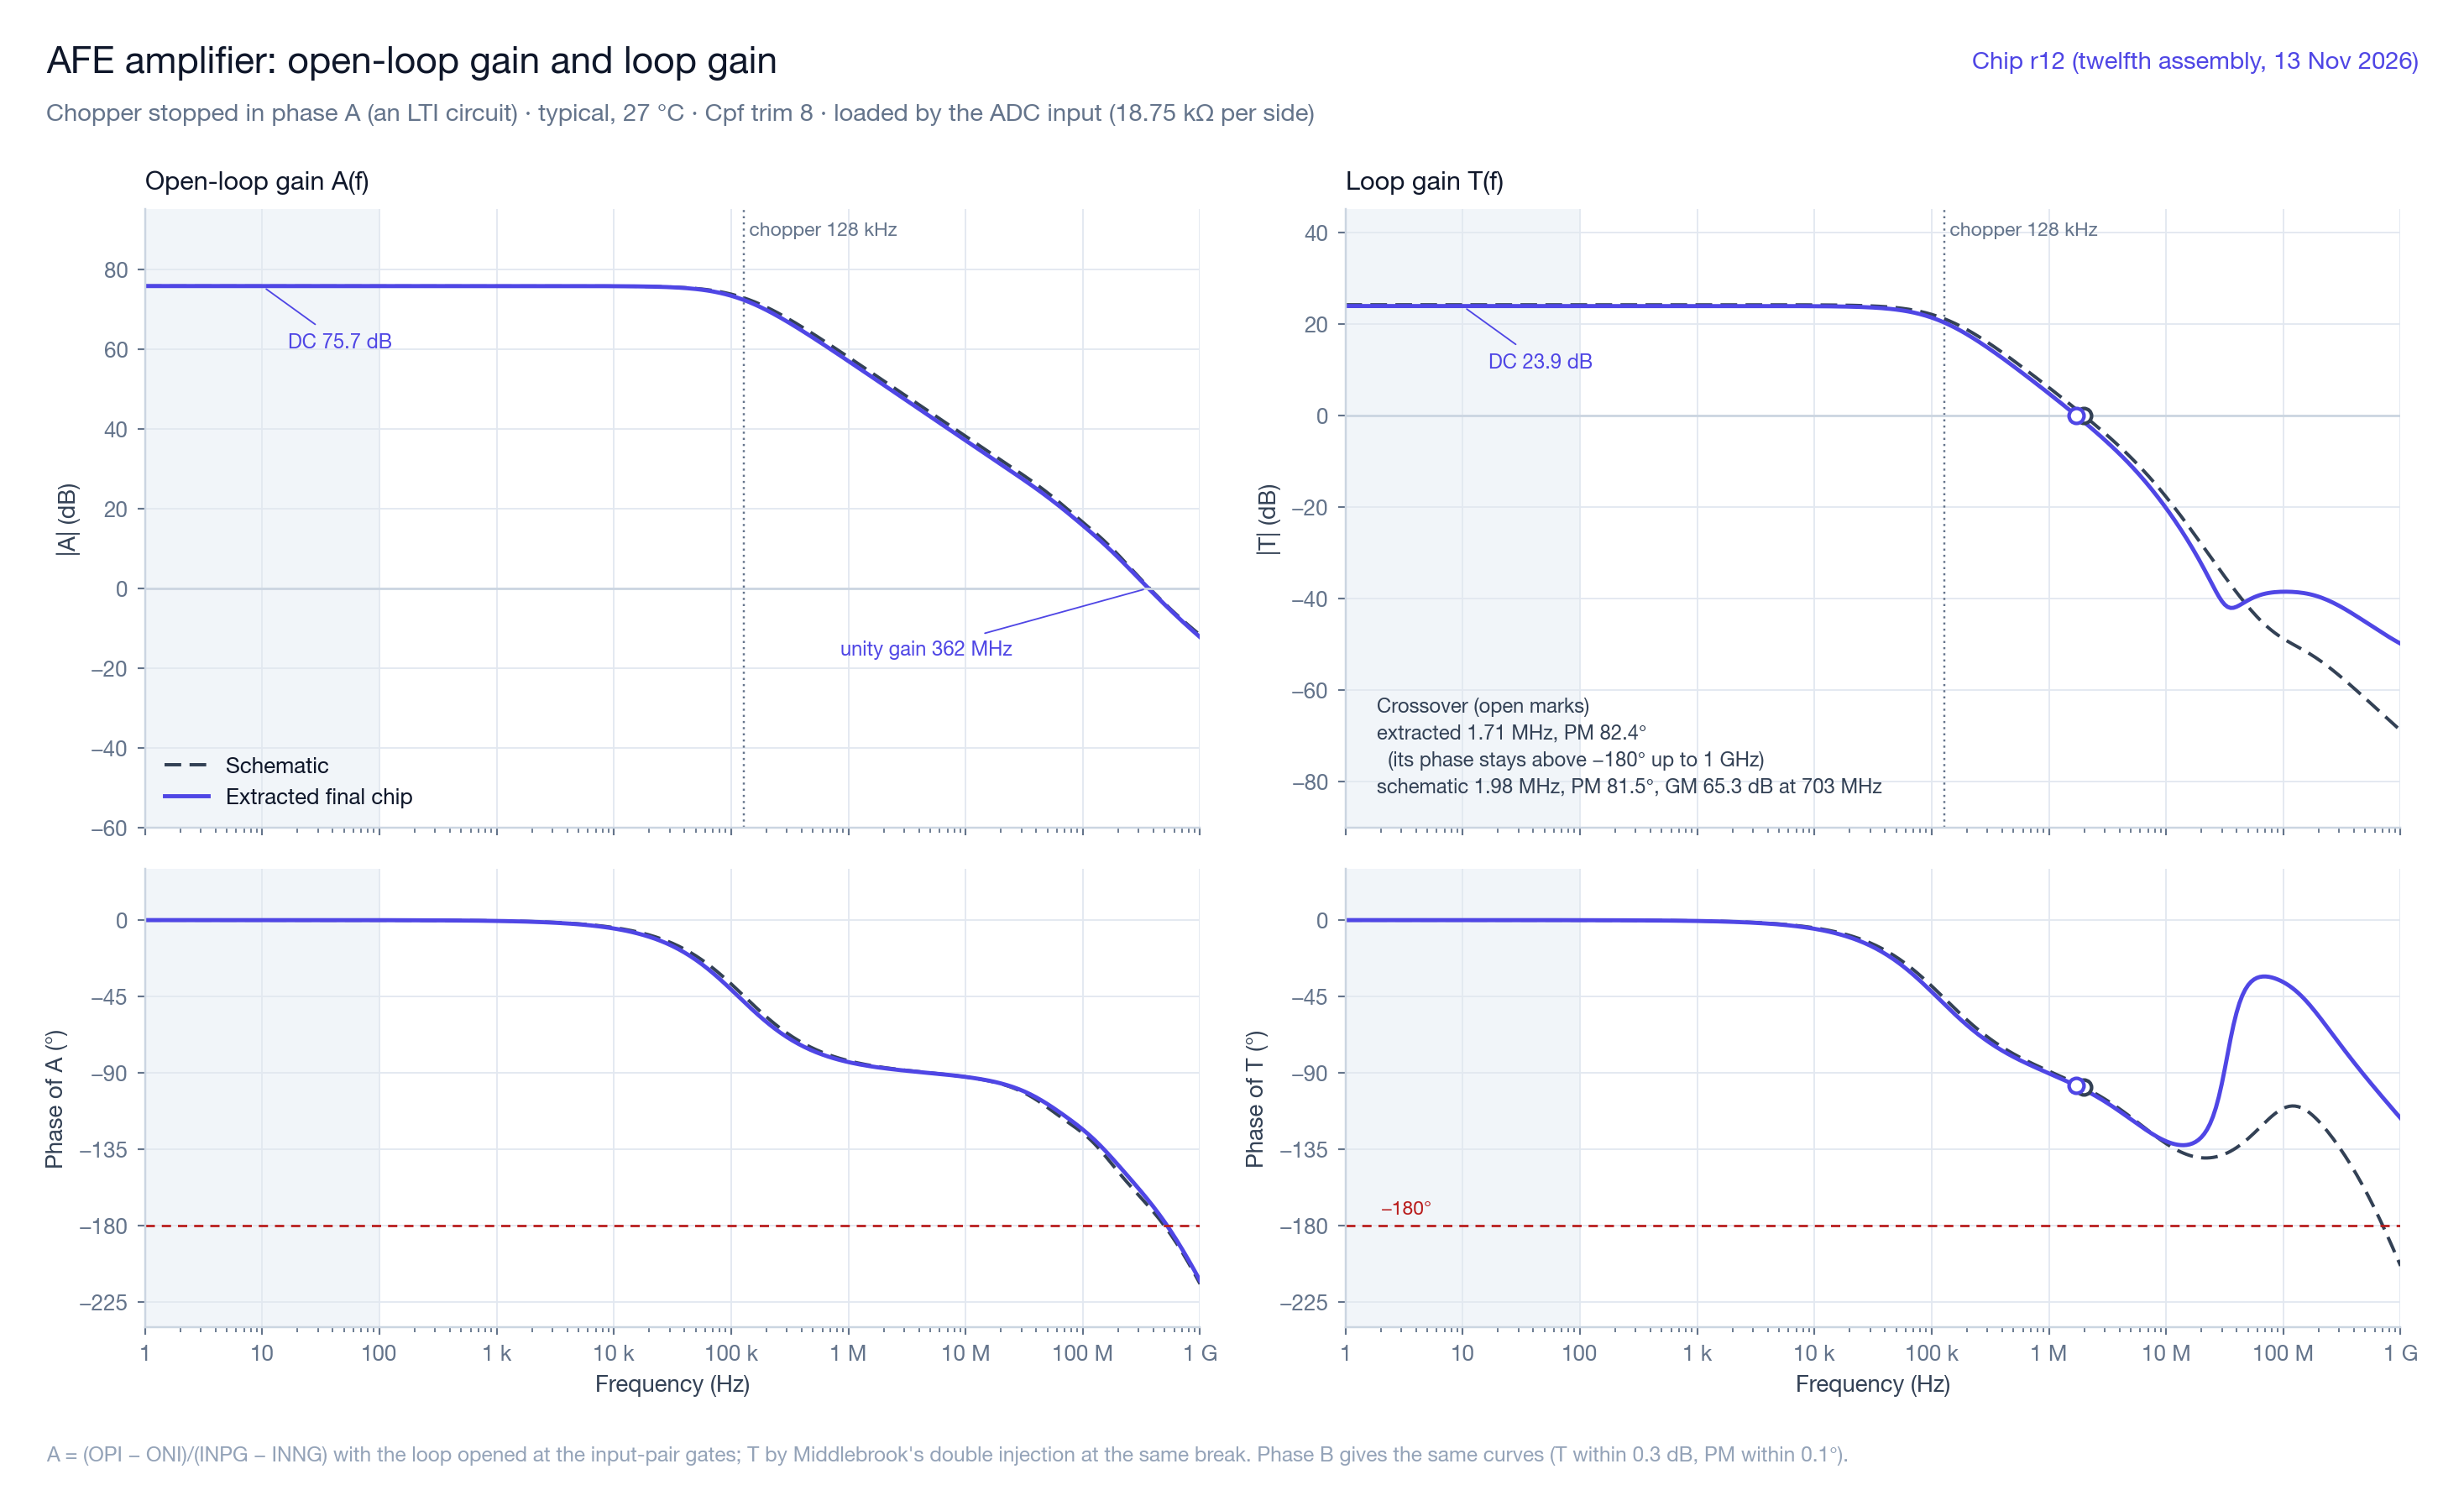 AFE amplifier: open-loop gain and loop gain
Chip r12 (twelfth assembly, 13 Nov 2026)
Chopper stopped in phase A (an LTI circuit) · typical, 27 °C · Cpf trim 8 · loaded by the ADC input (18.75 kΩ per side)
Open-loop gain A(f)
chopper 128 kHz
80
60
40
20
0
−20
−40
−60
|A| (dB)
DC 75.7 dB
unity gain 362 MHz
Schematic
Extracted final chip
Loop gain T(f)
chopper 128 kHz
40
20
0
−20
−40
−60
−80
|T| (dB)
DC 23.9 dB
Crossover (open marks)
extracted 1.71 MHz, PM 82.4°
(its phase stays above −180° up to 1 GHz)
schematic 1.98 MHz, PM 81.5°, GM 65.3 dB at 703 MHz
0
−45
−90
−135
−180
−225
Phase of A (°)
1 10 100 1 k 10 k 100 k 1 M 10 M 100 M 1 G
Frequency (Hz)
0
−45
−90
−135
−180
−225
Phase of T (°)
−180°
1 10 100 1 k 10 k 100 k 1 M 10 M 100 M 1 G
Frequency (Hz)
A = (OPI − ONI)/(INPG − INNG) with the loop opened at the input-pair gates; T by Middlebrook's double injection at the same break. Phase B gives the same curves (T within 0.3 dB, PM within 0.1°).